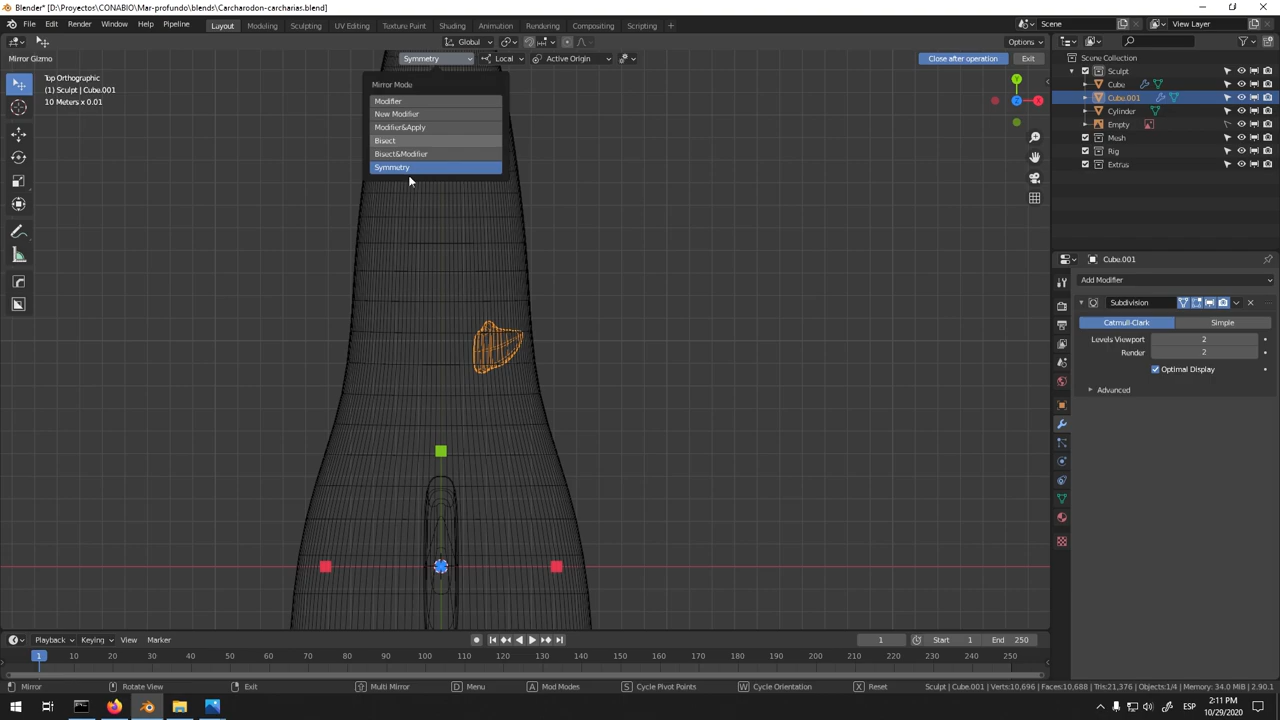 Blender* [D:\Proyectos\CONABIO\Mar-profundo\blends\Carcharodon-carcharias.blend]
File Edit Render Window Help Pipeline
Layout Modeling Sculpting UV Editing Texture Paint Shading Animation Rendering Compositing Scripting
Scene View Layer
Global Options
Mirror Gizmo
Symmetry Local Active Origin Close after operation Exit
Top Orthographic
(1) Sculpt | Cube.001
10 Meters x 0.01
Mirror Mode
Modifier
New Modifier
Modifier&Apply
Bisect
Bisect&Modifier
Symmetry
Y
Z
X
Scene Collection
Sculpt
Cube
Cube.001
Cylinder
Empty
Mesh
Rig
Extrus
Cube.001
Add Modifier
Subdivision
Catmull-Clark Simple
Levels Viewport 2
Render 2
Optimal Display
Advanced
Playback Keying View Marker 1 Start 1 End 250
1 10 20 30 40 50 60 70 80 90 100 110 120 130 140 150 160 170 180 190 200 210 220 230 240 250
Mirror Rotate View Exit Multi Mirror D Menu A Mod Modes S Cycle Pivot Points W Cycle Orientation X Reset Sculpt | Cube.001 | Verts:10,696 | Faces:10,688 | Tris:21,376 | Objects:1/4 | Memory: 34.0 MiB | 2.90.1
ESP
2:11 PM
10/29/2020